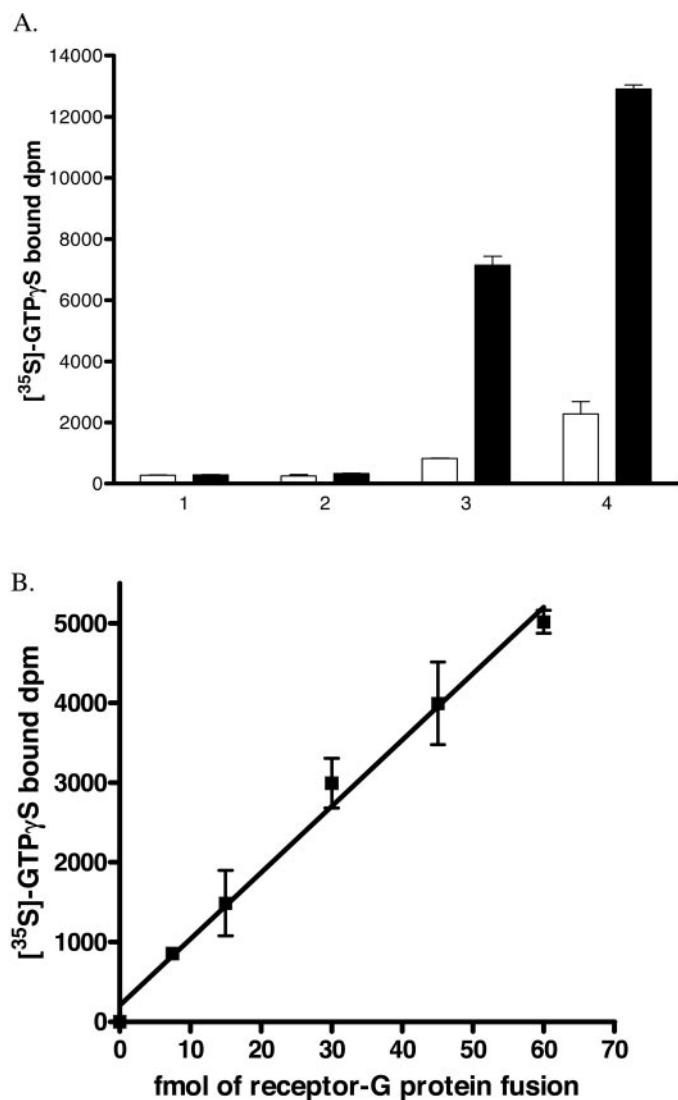 A.
14000
12000
10000
8000
6000
4000
2000
0
[³⁵S]-GTPγS bound dpm
1 2 3 4
B.
5000
4000
3000
2000
1000
0
[³⁵S]-GTPγS bound dpm
0 10 20 30 40 50 60 70
fmol of receptor-G protein fusion